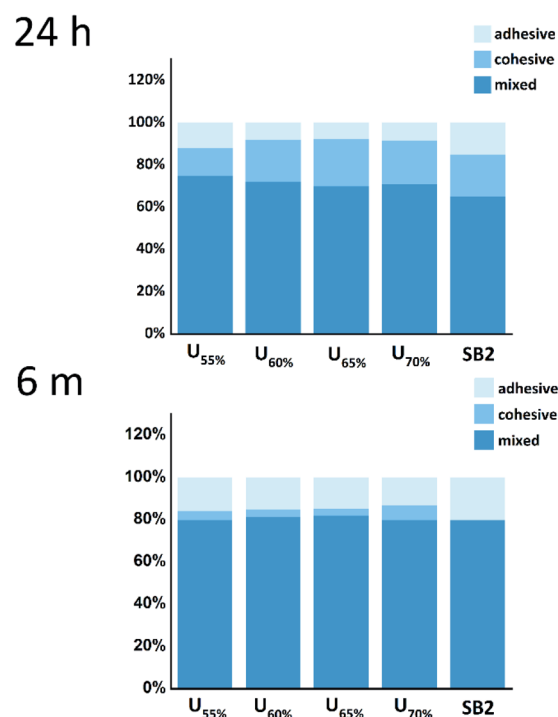 24 h
adhesive
cohesive
mixed
120%
100%
80%
60%
40%
20%
0%
U55% U60% U65% U70% SB2
6 m
adhesive
cohesive
mixed
120%
100%
80%
60%
40%
20%
0%
U55% U60% U65% U70% SB2